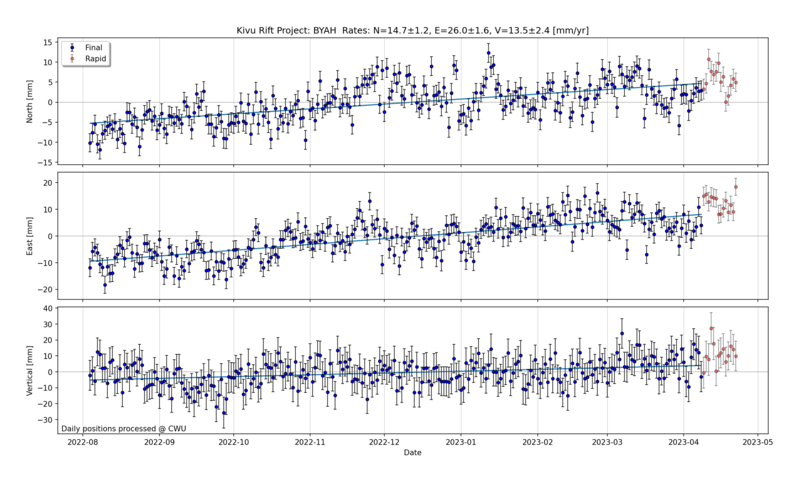 Kivu Rift Project: BYAH  Rates: N=14.7±1.2, E=26.0±1.6, V=13.5±2.4 [mm/yr]
Final
Rapid
North [mm]
15
10
5
0
−5
−10
−15
East [mm]
20
10
0
−10
−20
Vertical [mm]
40
30
20
10
0
−10
−20
−30
Daily positions processed @ CWU
2022-08 2022-09 2022-10 2022-11 2022-12 2023-01 2023-02 2023-03 2023-04 2023-05
Date